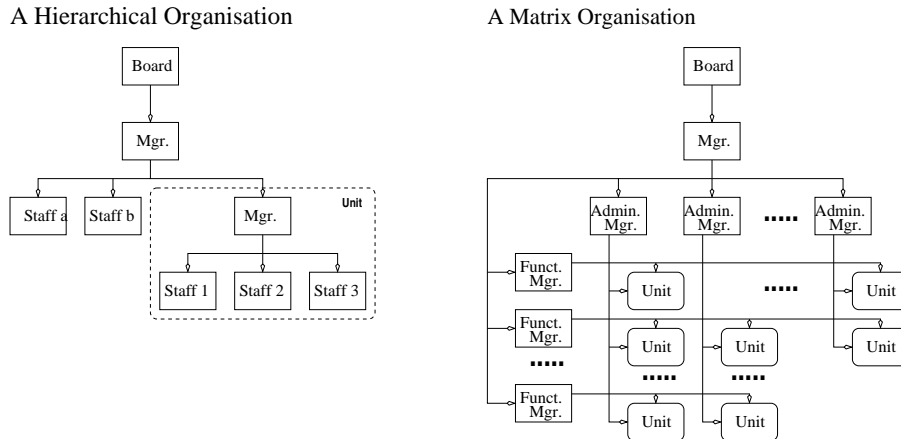 A Hierarchical Organisation
Board
Mgr.
Staff a
Staff b
Unit
Mgr.
Staff 1
Staff 2
Staff 3
A Matrix Organisation
Board
Mgr.
Admin.
Mgr.
Admin.
Mgr.
.....
Admin.
Mgr.
Funct.
Mgr.
Unit
.....
Unit
Funct.
Mgr.
Unit
Unit
Unit
.....
.....
.....
Funct.
Mgr.
Unit
Unit